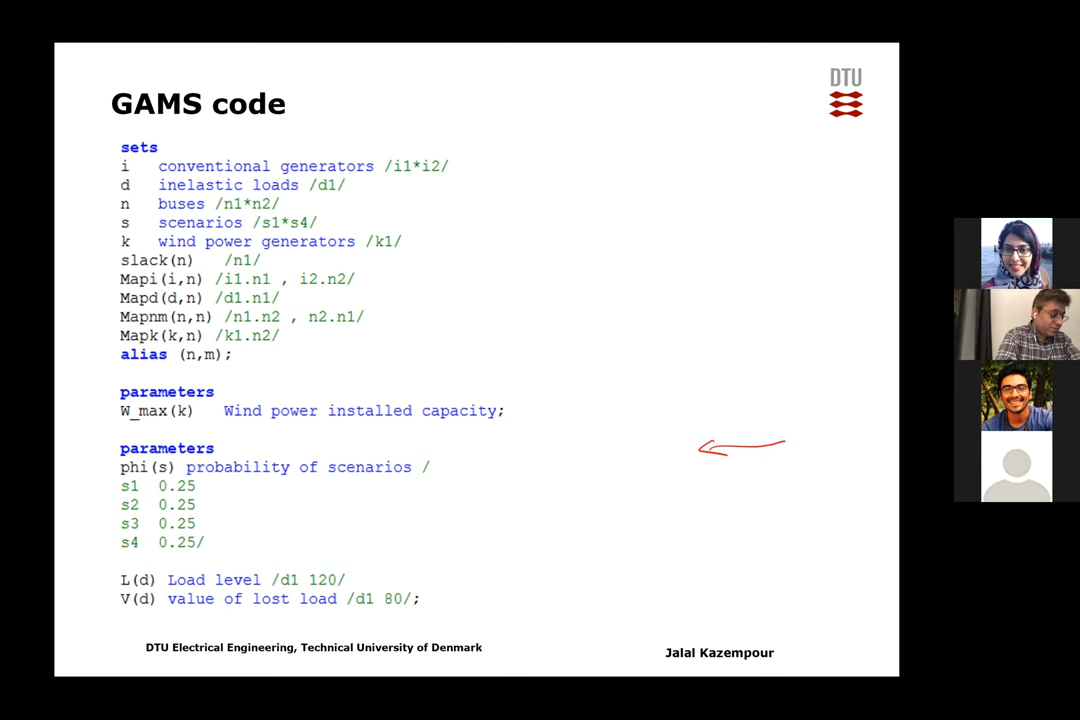 DTU
GAMS code
sets
i conventional generators /i1*i2/
d inelastic loads /d1/
n buses /n1*n2/
s scenarios /s1*s4/
k wind power generators /k1/
slack(n) /n1/
Mapi(i,n) /i1.n1 , i2.n2/
Mapd(d,n) /d1.n1/
Mapnm(n,n) /n1.n2 , n2.n1/
Mapk(k,n) /k1.n2/
alias (n,m);
parameters
W_max(k) Wind power installed capacity;
parameters
phi(s) probability of scenarios /
s1 0.25
s2 0.25
s3 0.25
s4 0.25/
L(d) Load level /d1 120/
V(d) value of lost load /d1 80/;
DTU Electrical Engineering, Technical University of Denmark
Jalal Kazempour